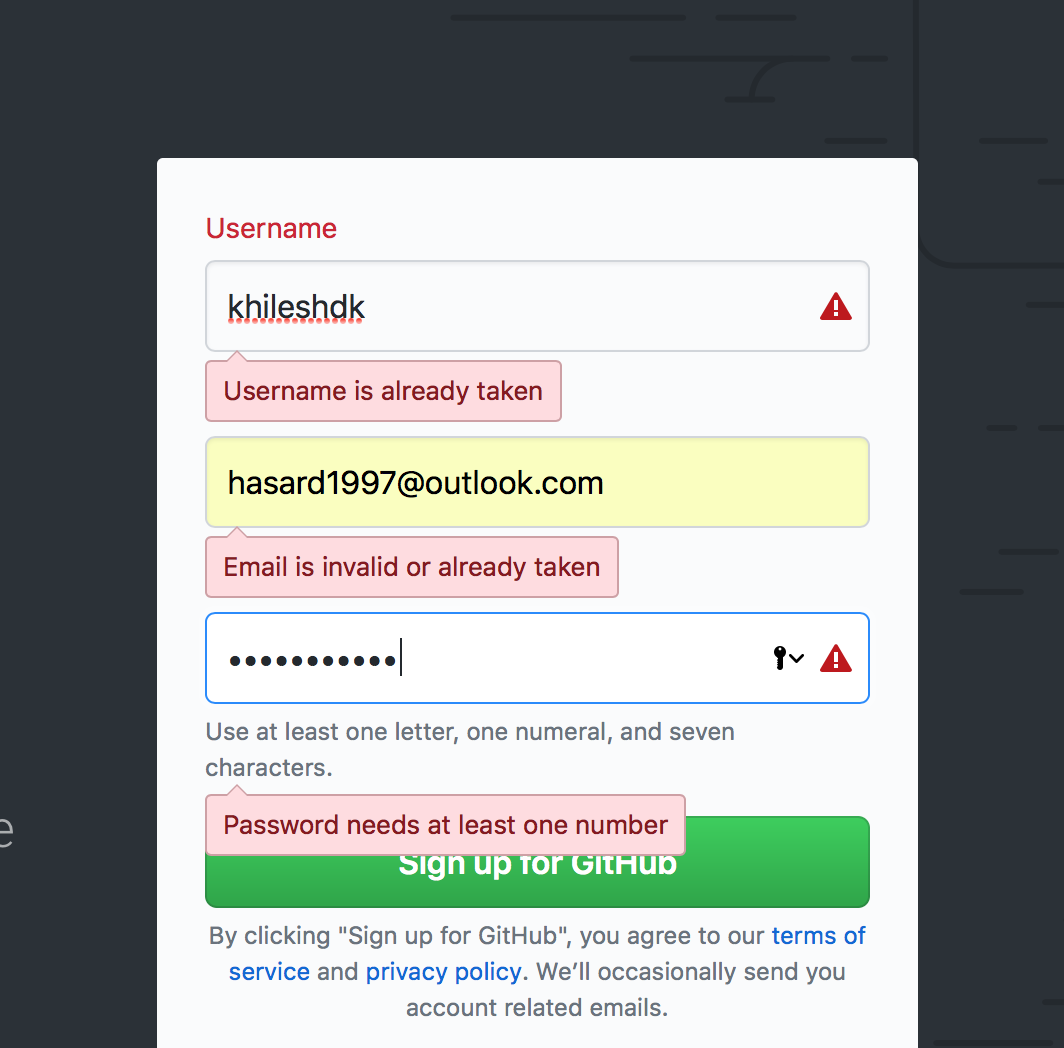 Username
khileshdk
Username is already taken
hasard1997@outlook.com
Email is invalid or already taken
•••••••••••
Use at least one letter, one numeral, and seven
characters.
Password needs at least one number
Sign up for GitHub
e
By clicking "Sign up for GitHub", you agree to our terms of
service and privacy policy. We’ll occasionally send you
account related emails.